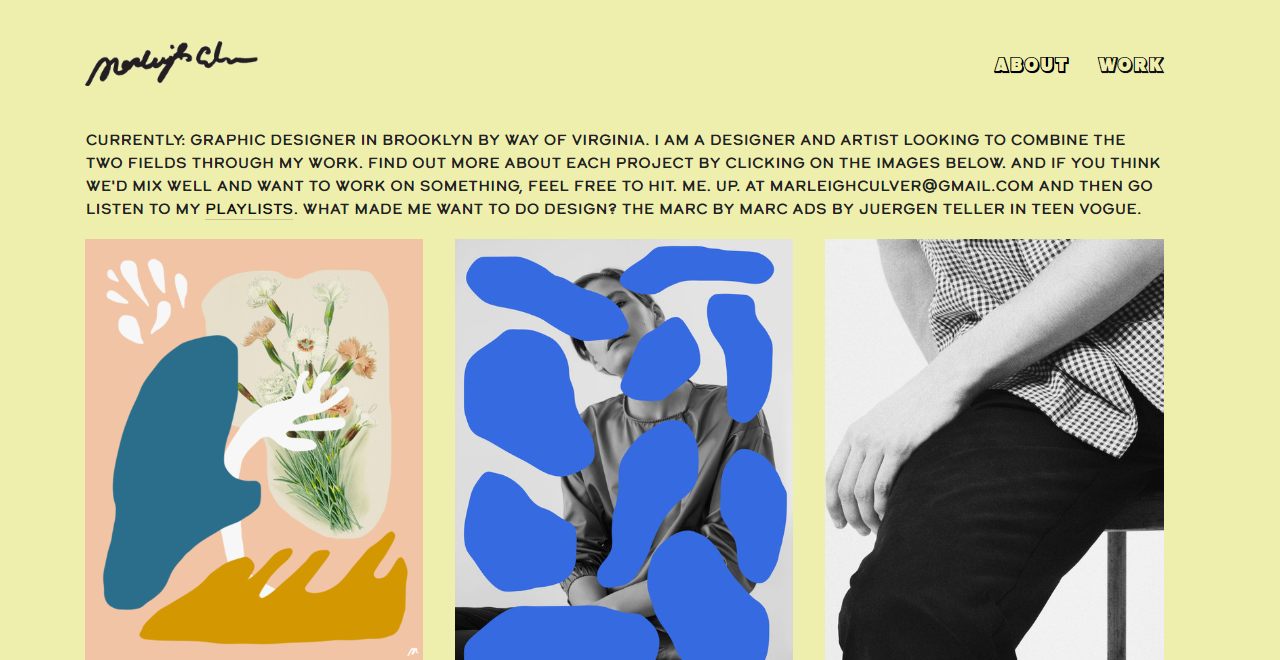 Marleigh Culver
ABOUT WORK
CURRENTLY: GRAPHIC DESIGNER IN BROOKLYN BY WAY OF VIRGINIA. I AM A DESIGNER AND ARTIST LOOKING TO COMBINE THE
TWO FIELDS THROUGH MY WORK. FIND OUT MORE ABOUT EACH PROJECT BY CLICKING ON THE IMAGES BELOW. AND IF YOU THINK
WE'D MIX WELL AND WANT TO WORK ON SOMETHING, FEEL FREE TO HIT. ME. UP. AT MARLEIGHCULVER@GMAIL.COM AND THEN GO
LISTEN TO MY PLAYLISTS. WHAT MADE ME WANT TO DO DESIGN? THE MARC BY MARC ADS BY JUERGEN TELLER IN TEEN VOGUE.